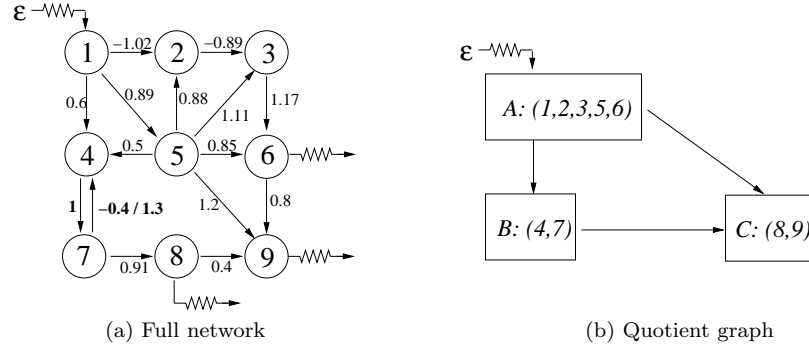 ε
1 −1.02 2 −0.89 3
0.6 0.89 0.88 1.11 1.17
4 0.5 5 0.85 6
1 −0.4 / 1.3 1.2 0.8
7 0.91 8 0.4 9
(a) Full network
ε
A: (1,2,3,5,6)
B: (4,7)
C: (8,9)
(b) Quotient graph